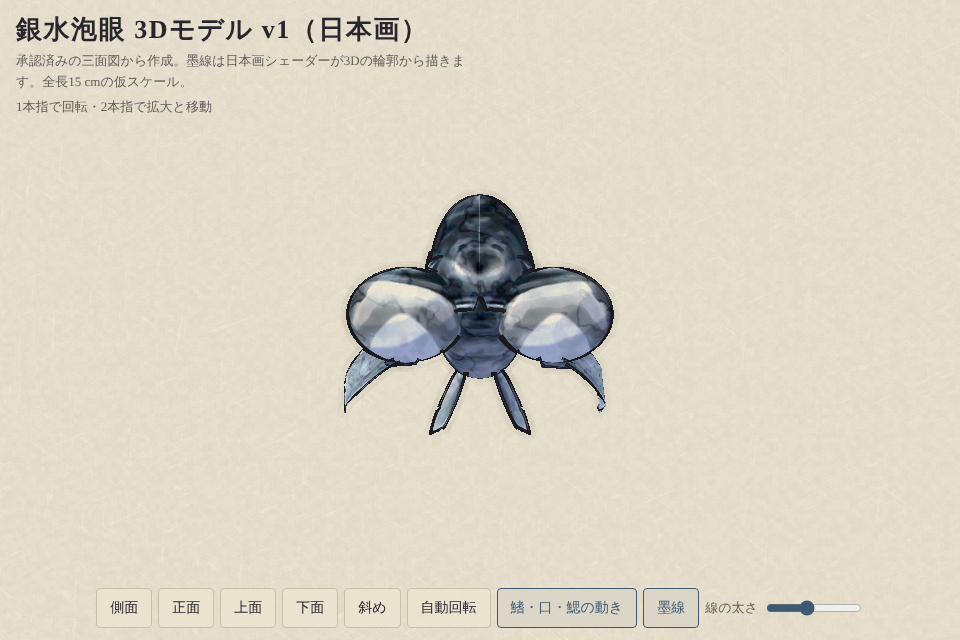 銀水泡眼 3Dモデル v1（日本画）
承認済みの三面図から作成。墨線は日本画シェーダーが3Dの輪郭から描きま
す。全長15 cmの仮スケール。
1本指で回転・2本指で拡大と移動
側面 正面 上面 下面 斜め 自動回転 鰭・口・鰓の動き 墨線 線の太さ